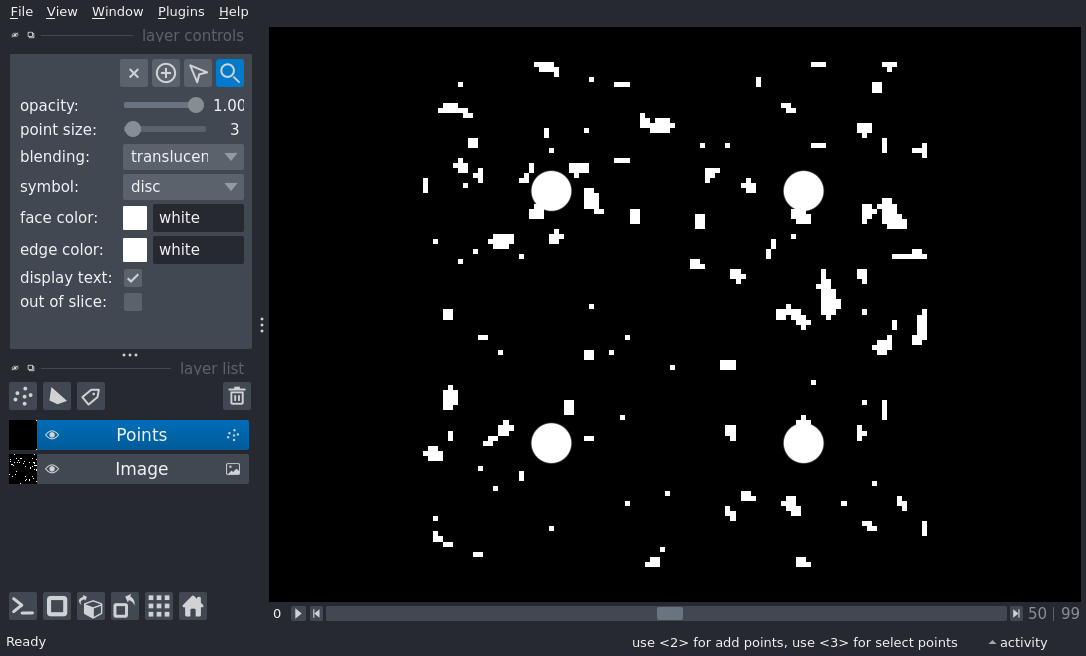 File View Window Plugins Help
layer controls
opacity: 1.00
point size: 3
blending: translucen
symbol: disc
face color: white
edge color: white
display text:
out of slice:
layer list
Points
Image
0 50 | 99
Ready use <2> for add points, use <3> for select points activity